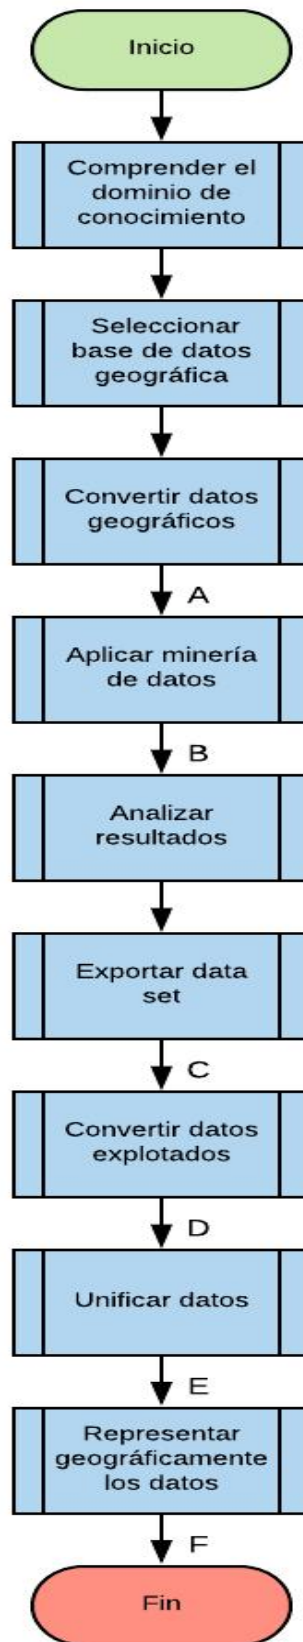 Inicio
Comprender el
dominio de
conocimiento
Seleccionar
base de datos
geográfica
Convertir datos
geográficos
A
Aplicar minería
de datos
B
Analizar
resultados
Exportar data
set
C
Convertir datos
explotados
D
Unificar datos
E
Representar
geográficamente
los datos
F
Fin